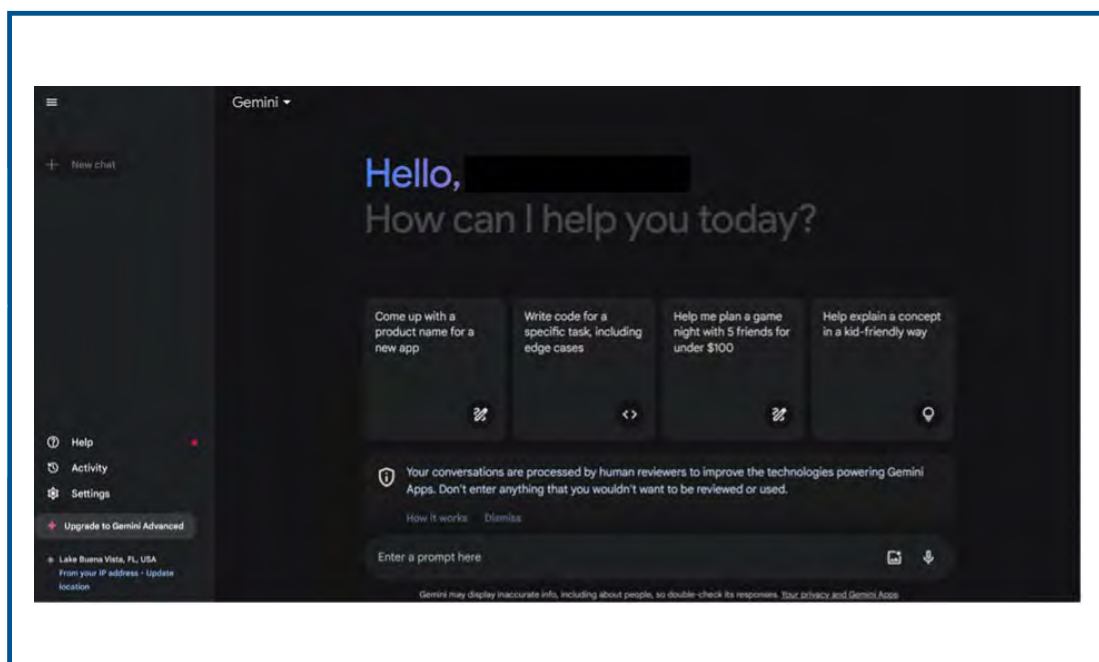 Gemini
New chat
Hello,
How can I help you today?
Come up with a
product name for a
new app
Write code for a
specific task, including
edge cases
Help me plan a game
night with 5 friends for
under $100
Help explain a concept
in a kid-friendly way
<>
Help
Activity
Settings
Upgrade to Gemini Advanced
Lake Buena Vista, FL, USA
From your IP address • Update
location
Your conversations are processed by human reviewers to improve the technologies powering Gemini
Apps. Don't enter anything that you wouldn't want to be reviewed or used.
How it works Dismiss
Enter a prompt here
Gemini may display inaccurate info, including about people, so double-check its responses. Your privacy and Gemini Apps